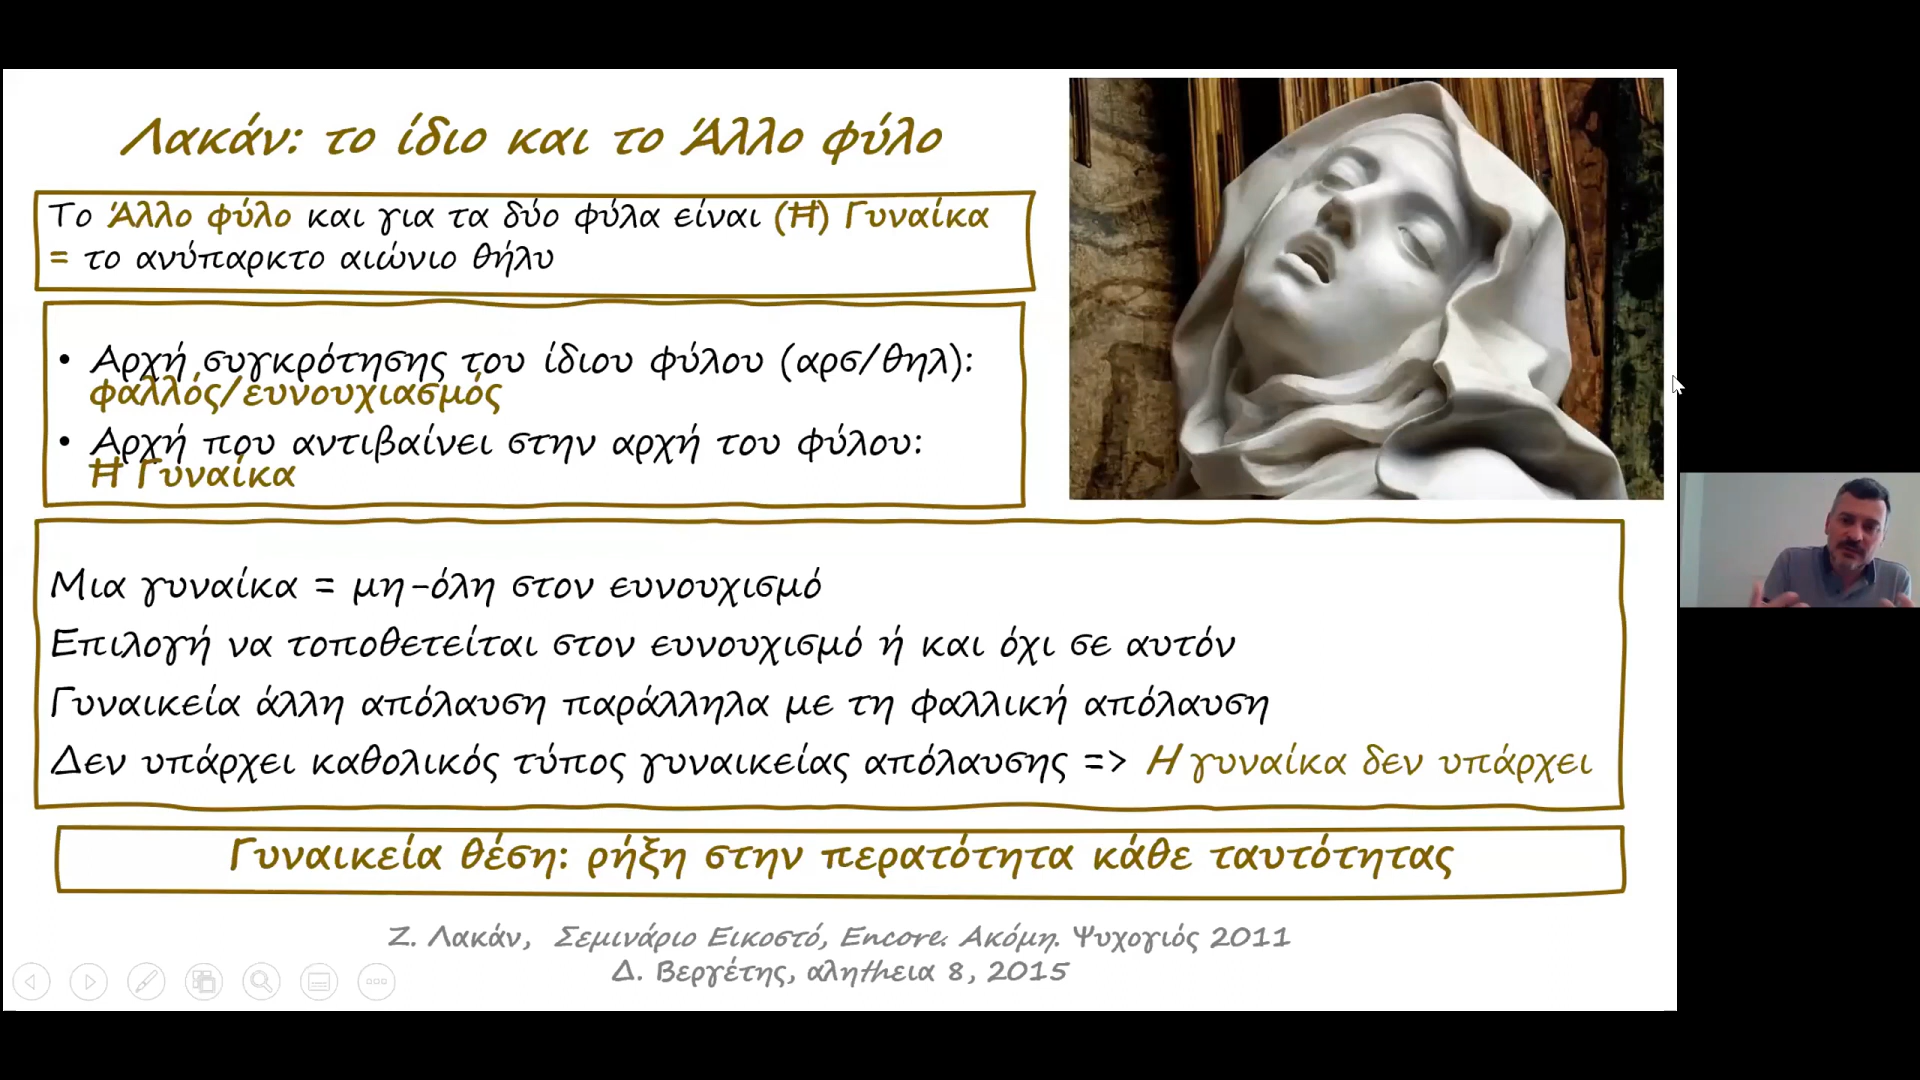 Λακάν: το ίδιο και το Άλλο φύλο
Το Άλλο φύλο και για τα δύο φύλα είναι (Η̶) Γυναίκα
= το ανύπαρκτο αιώνιο θήλυ
• Αρχή συγκρότησης του ίδιου φύλου (αρσ/θηλ):
φαλλός/ευνουχιασμός
• Αρχή που αντιβαίνει στην αρχή του φύλου:
Η̶ Γυναίκα
Μια γυναίκα = μη-όλη στον ευνουχισμό
Επιλογή να τοποθετείται στον ευνουχισμό ή και όχι σε αυτόν
Γυναικεία άλλη απόλαυση παράλληλα με τη φαλλική απόλαυση
Δεν υπάρχει καθολικός τύπος γυναικείας απόλαυσης => Η γυναίκα δεν υπάρχει
Γυναικεία θέση: ρήξη στην περατότητα κάθε ταυτότητας
Ζ. Λακάν, Σεμινάριο Εικοστό, Encore. Ακόμη. Ψυχογιός 2011
Δ. Βεργέτης, αληthεια 8, 2015